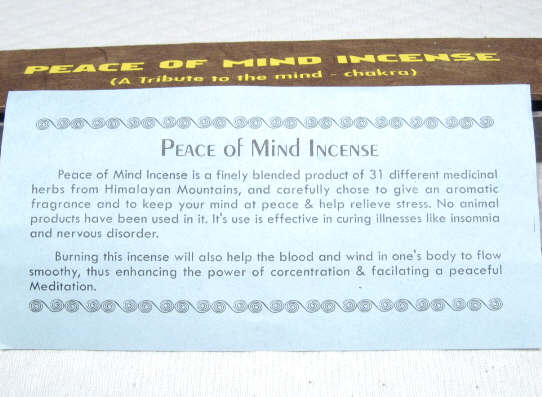 PEACE OF MIND INCENSE
(A Tribute to the mind - chakra)
PEACE of MIND INCENSE
Peace of Mind Incense is a finely blended product of 31 different medicinal
herbs from Himalayan Mountains, and carefully chose to give an aromatic
fragrance and to keep your mind at peace & help relieve stress. No animal
products have been used in it. It's use is effective in curing illnesses like insomnia
and nervous disorder.
Burning this incense will also help the blood and wind in one's body to flow
smoothy, thus enhancing the power of corcentration & facilating a peaceful
Meditation.